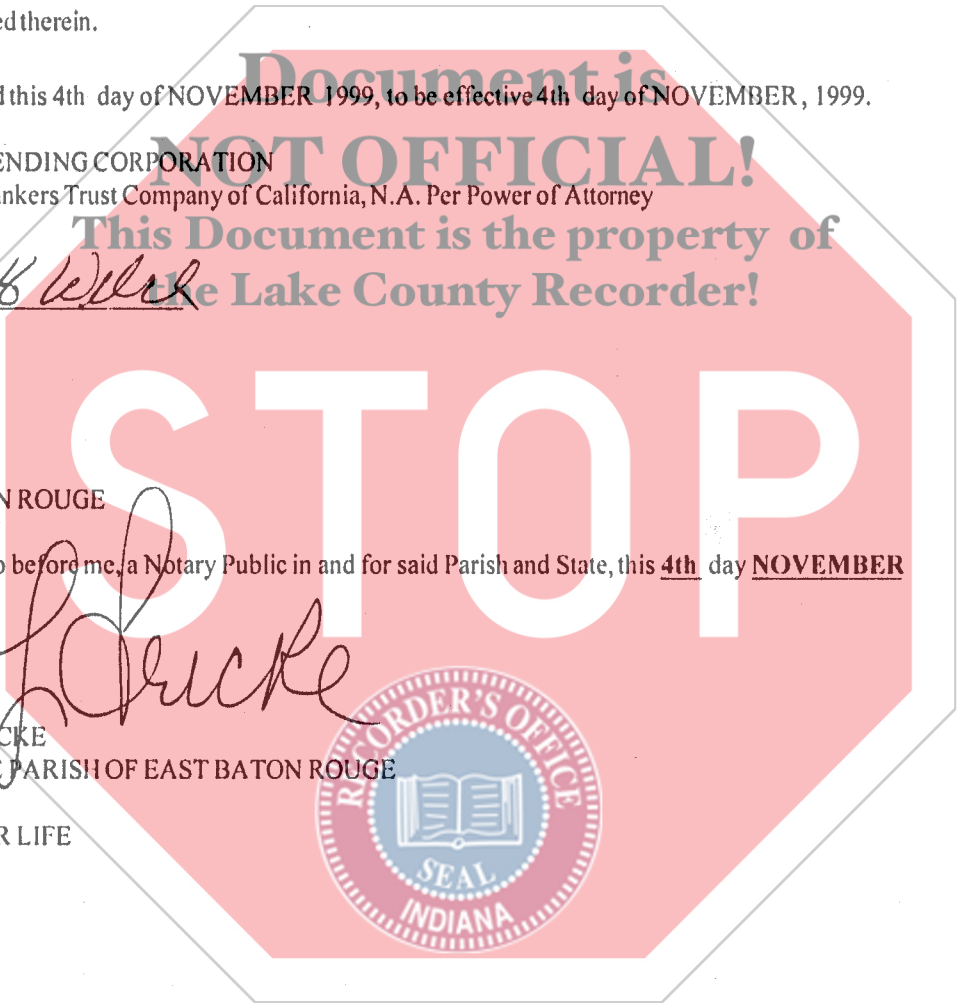 ed therein.
Document is
d this 4th day of NOVEMBER 1999, to be effective 4th day of NOVEMBER, 1999.
NOT OFFICIAL!
ENDING CORPORATION
ankers Trust Company of California, N.A. Per Power of Attorney
This Document is the property of
the Lake County Recorder!
Welch
STOP
N ROUGE
o before me, a Notary Public in and for said Parish and State, this 4th day NOVEMBER
CKE
E PARISH OF EAST BATON ROUGE
R LIFE
RECORDER'S OFFICE
SEAL
INDIANA